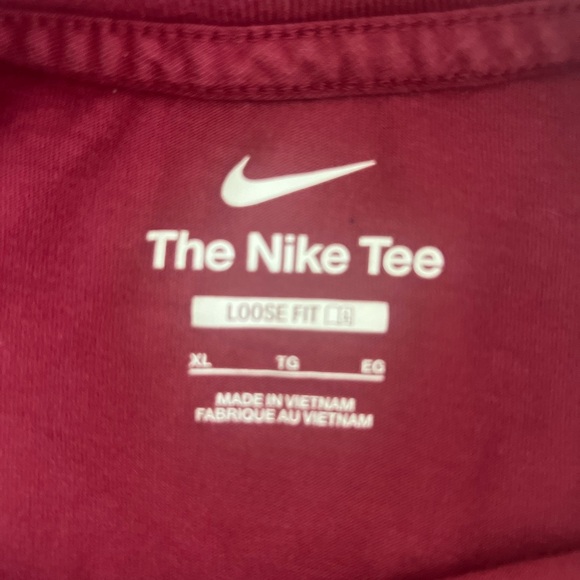 The Nike Tee
LOOSE FIT
XL TG EG
MADE IN VIETNAM
FABRIQUE AU VIETNAM